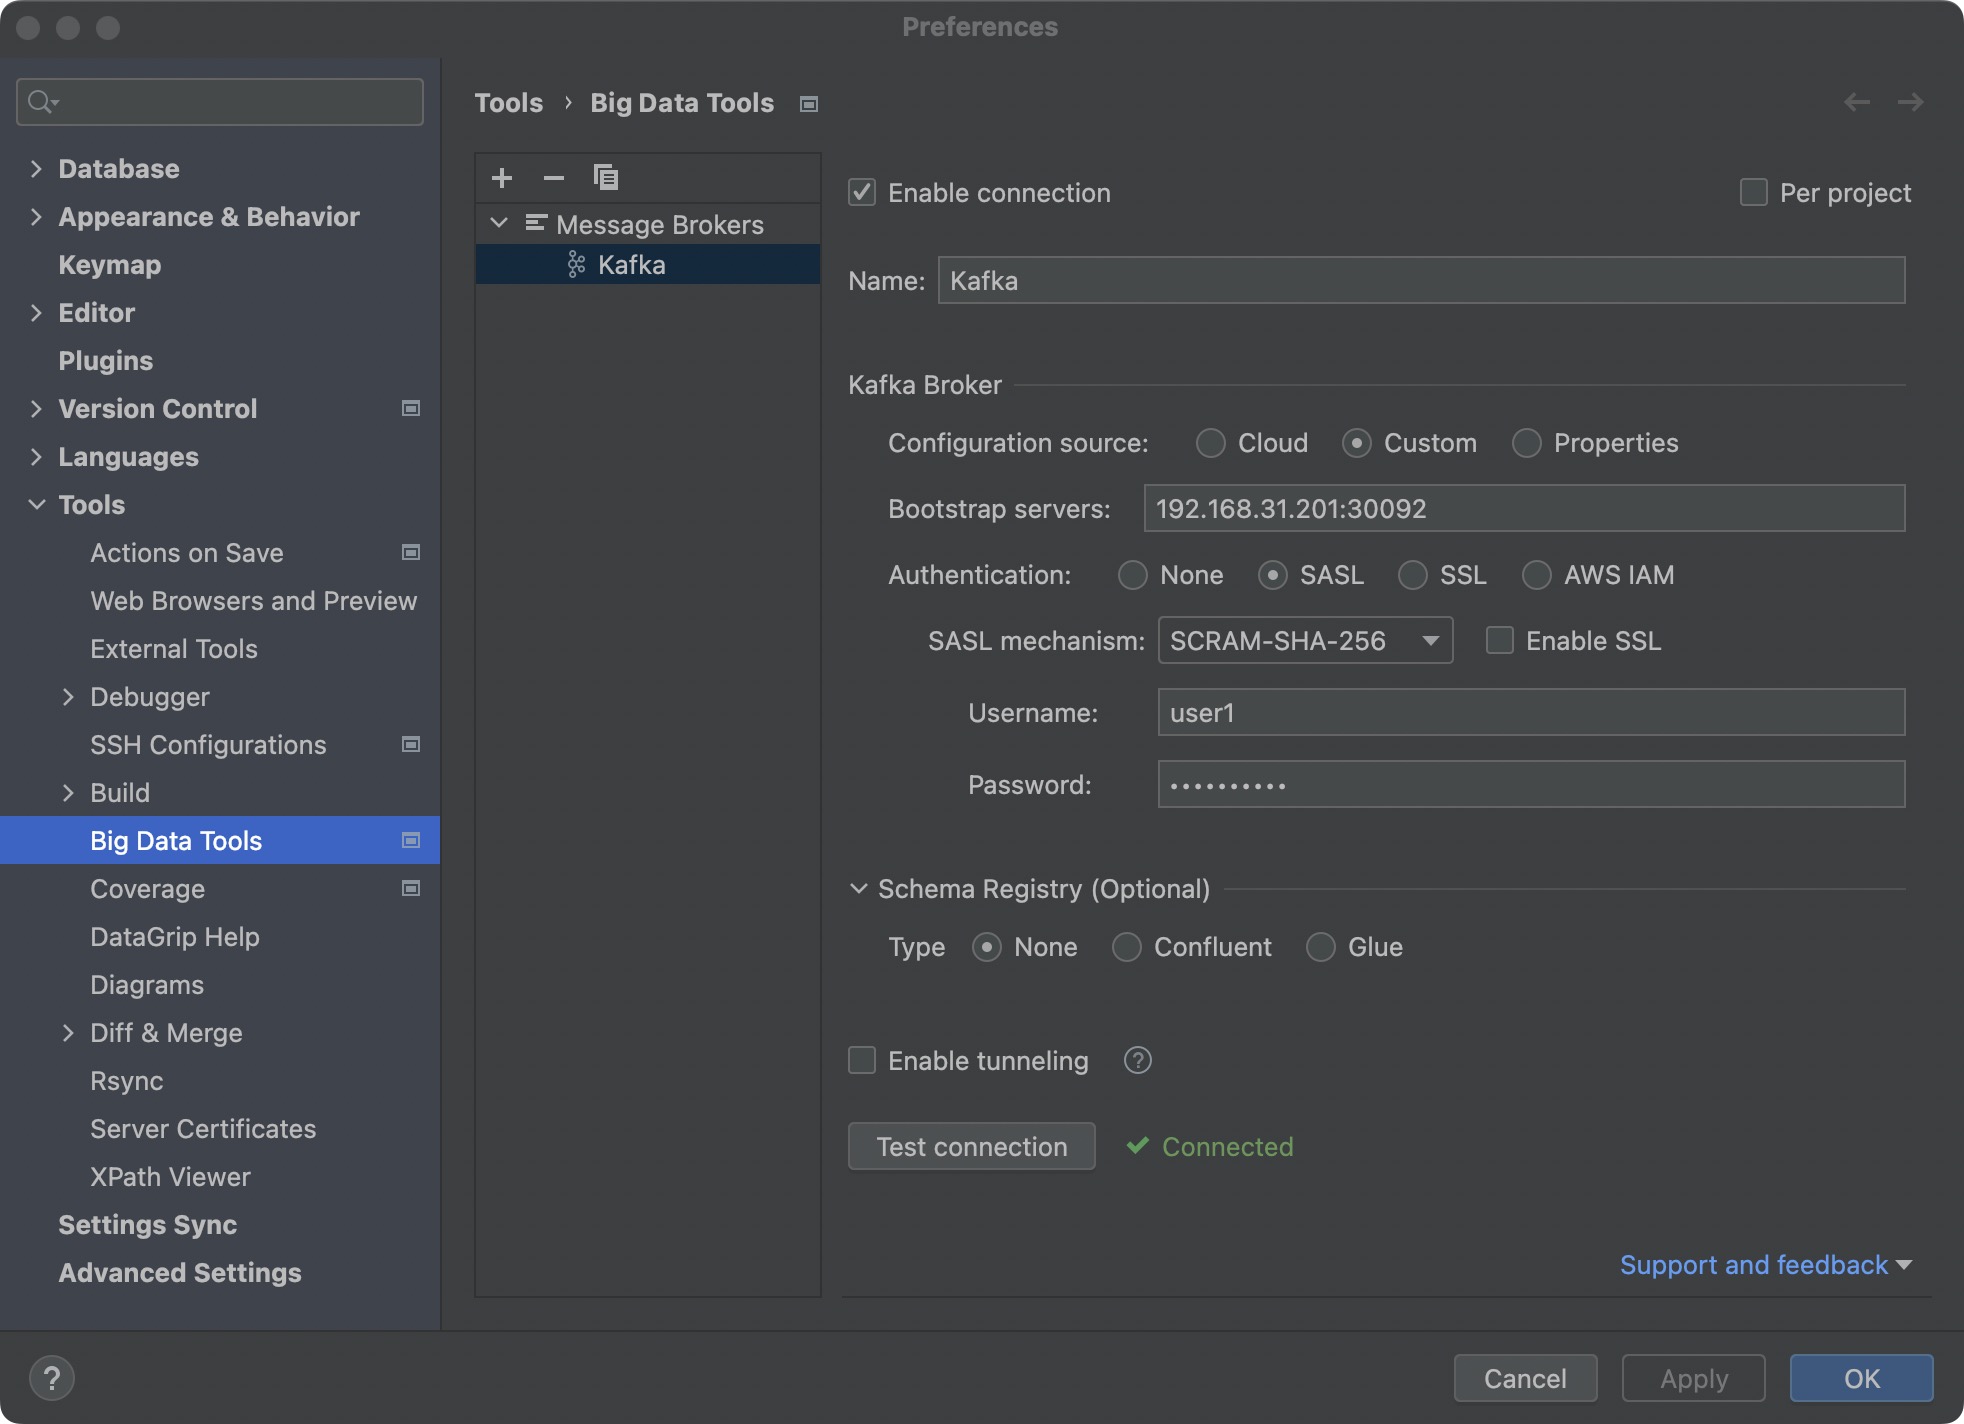 Preferences
Tools › Big Data Tools
Database
Appearance & Behavior
Keymap
Editor
Plugins
Version Control
Languages
Tools
Actions on Save
Web Browsers and Preview
External Tools
Debugger
SSH Configurations
Build
Big Data Tools
Coverage
DataGrip Help
Diagrams
Diff & Merge
Rsync
Server Certificates
XPath Viewer
Settings Sync
Advanced Settings
Message Brokers
Kafka
Enable connection Per project
Name: Kafka
Kafka Broker
Configuration source: Cloud Custom Properties
Bootstrap servers: 192.168.31.201:30092
Authentication: None SASL SSL AWS IAM
SASL mechanism: SCRAM-SHA-256 Enable SSL
Username: user1
Password: ••••••••••
Schema Registry (Optional)
Type None Confluent Glue
Enable tunneling ?
Test connection Connected
Support and feedback
? Cancel Apply OK